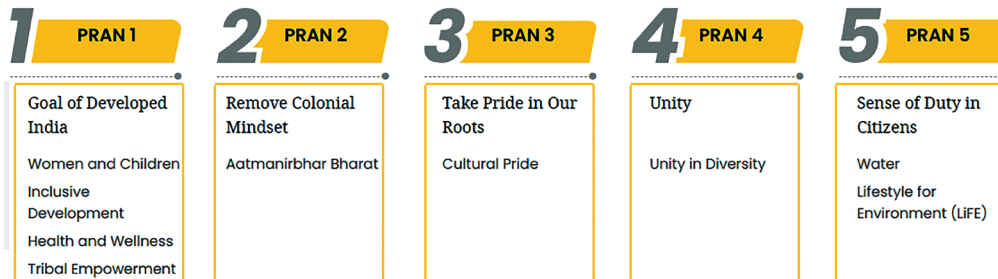 1 PRAN 1
Goal of Developed
India
Women and Children
Inclusive
Development
Health and Wellness
Tribal Empowerment
2 PRAN 2
Remove Colonial
Mindset
Aatmanirbhar Bharat
3 PRAN 3
Take Pride in Our
Roots
Cultural Pride
4 PRAN 4
Unity
Unity in Diversity
5 PRAN 5
Sense of Duty in
Citizens
Water
Lifestyle for
Environment (LiFE)